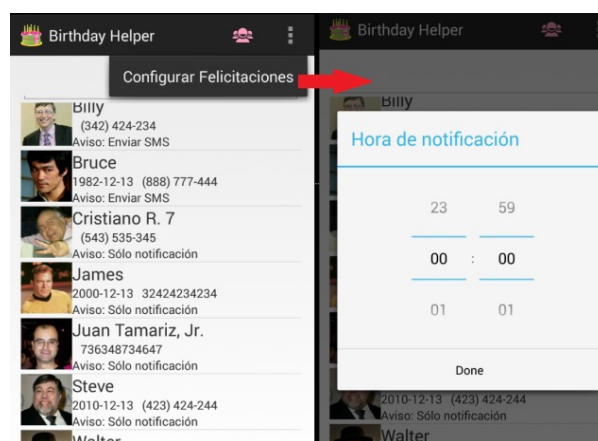 Birthday Helper
Configurar Felicitaciones
Billy
(342) 424-234
Aviso: Enviar SMS
Bruce
1982-12-13 (888) 777-444
Aviso: Enviar SMS
Cristiano R. 7
(543) 535-345
Aviso: Sólo notificación
James
2000-12-13 32424234234
Aviso: Sólo notificación
Juan Tamariz, Jr.
736348734647
Aviso: Sólo notificación
Steve
2010-12-13 (423) 424-244
Aviso: Sólo notificación
Walter
Birthday Helper
Billy
Hora de notificación
23 59
00 : 00
01 01
Done
2010-12-13 (423) 424-244
Aviso: Sólo notificación
Walter